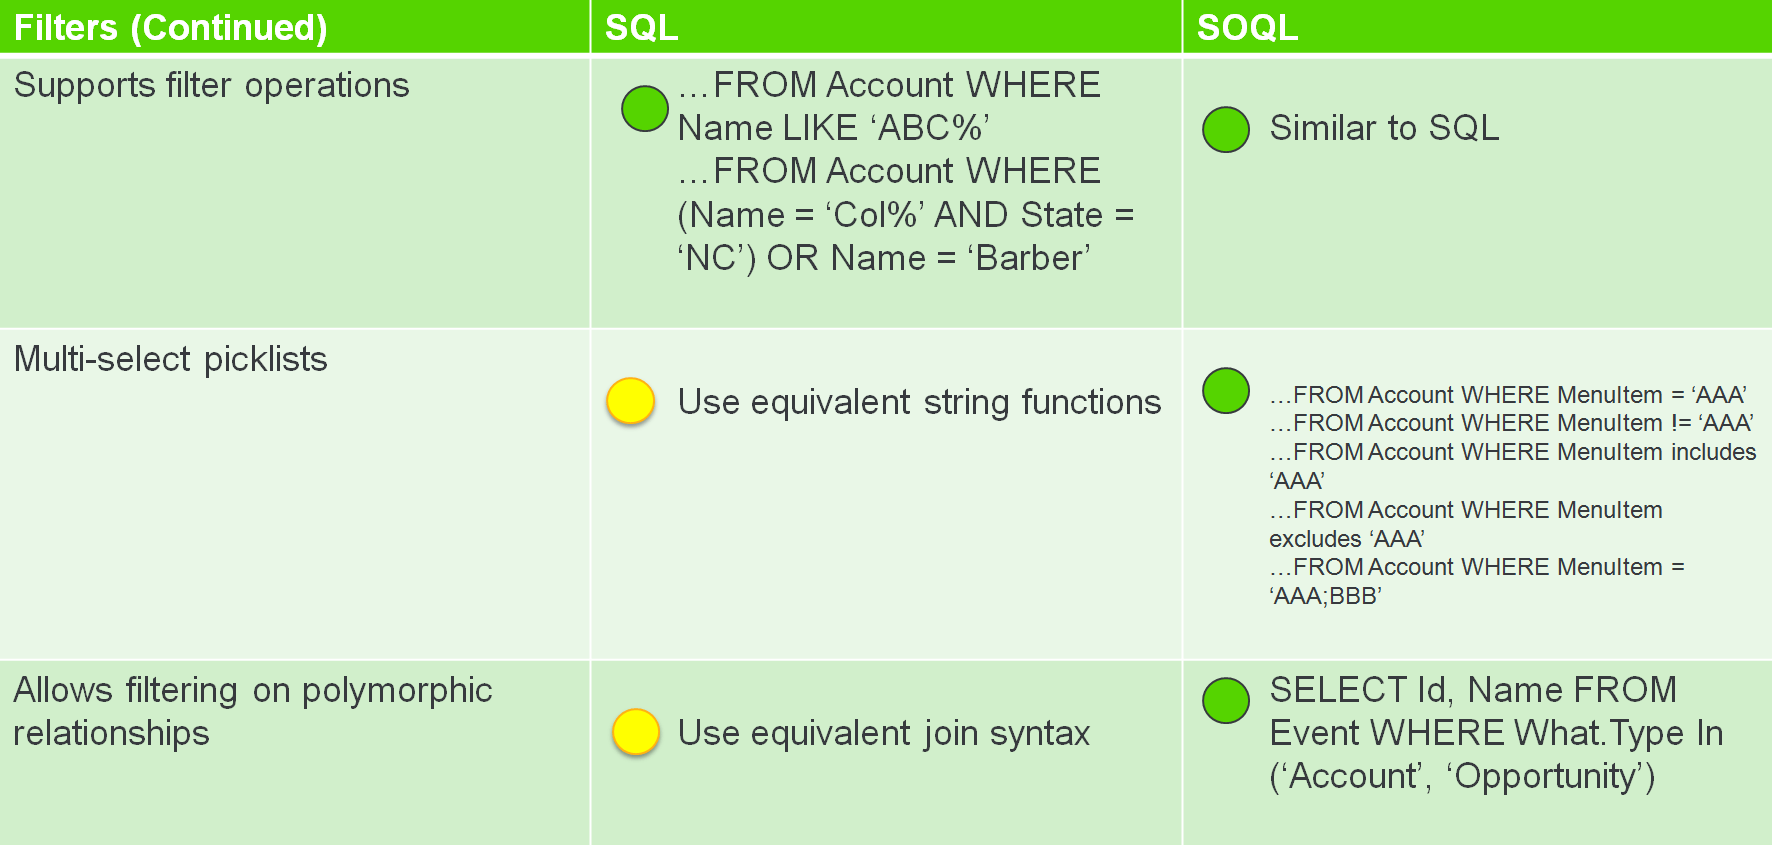 Filters (Continued)
SQL
SOQL
Supports filter operations
…FROM Account WHERE
Name LIKE ‘ABC%’
…FROM Account WHERE
(Name = ‘Col%’ AND State =
‘NC’) OR Name = ‘Barber’
Similar to SQL
Multi-select picklists
Use equivalent string functions
…FROM Account WHERE MenuItem = ‘AAA’
…FROM Account WHERE MenuItem != ‘AAA’
…FROM Account WHERE MenuItem includes
‘AAA’
…FROM Account WHERE MenuItem
excludes ‘AAA’
…FROM Account WHERE MenuItem =
‘AAA;BBB’
Allows filtering on polymorphic
relationships
Use equivalent join syntax
SELECT Id, Name FROM
Event WHERE What.Type In
(‘Account’, ‘Opportunity’)